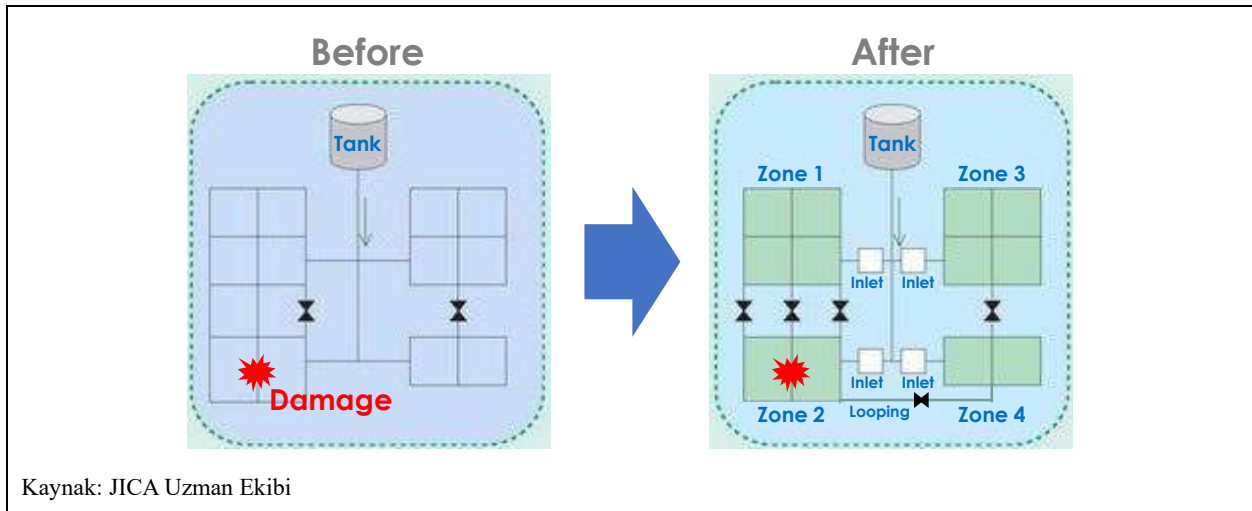 Before
After
Tank
Damage
Tank
Zone 1
Zone 3
Inlet
Inlet
Inlet
Inlet
Zone 2
Looping
Zone 4
Kaynak: JICA Uzman Ekibi